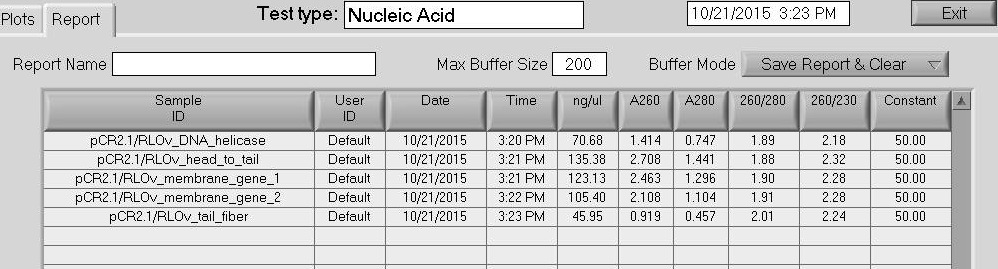 Plots Report Test type: Nucleic Acid 10/21/2015 3:23 PM Exit
Report Name Max Buffer Size 200 Buffer Mode Save Report & Clear
Sample ID User ID Date Time ng/ul A260 A280 260/280 260/230 Constant
pCR2.1/RLOv_DNA_helicase Default 10/21/2015 3:20 PM 70.68 1.414 0.747 1.89 2.18 50.00
pCR2.1/RLOv_head_to_tail Default 10/21/2015 3:21 PM 135.38 2.708 1.441 1.88 2.32 50.00
pCR2.1/RLOv_membrane_gene_1 Default 10/21/2015 3:21 PM 123.13 2.463 1.296 1.90 2.28 50.00
pCR2.1/RLOv_membrane_gene_2 Default 10/21/2015 3:22 PM 105.40 2.108 1.104 1.91 2.28 50.00
pCR2.1/RLOv_tail_fiber Default 10/21/2015 3:23 PM 45.95 0.919 0.457 2.01 2.24 50.00